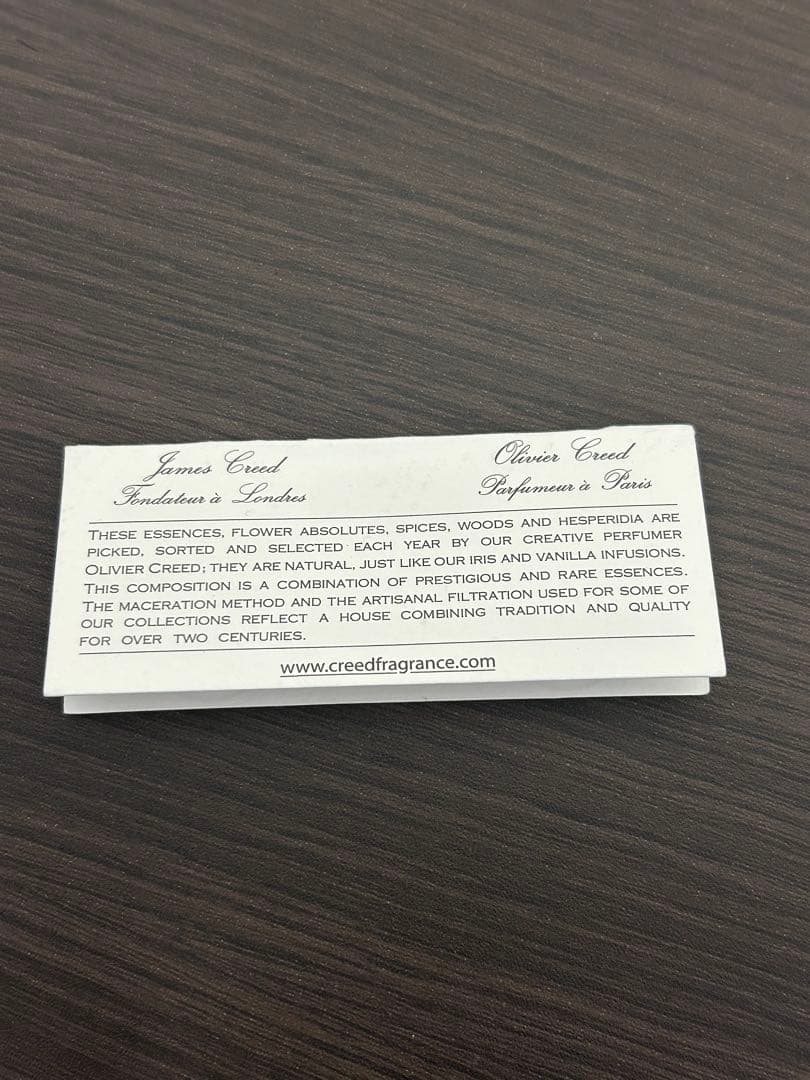 James Creed
Fondateur à Londres
Olivier Creed
Parfumeur à Paris
THESE ESSENCES, FLOWER ABSOLUTES, SPICES, WOODS AND HESPERIDIA ARE
PICKED, SORTED AND SELECTED EACH YEAR BY OUR CREATIVE PERFUMER
OLIVIER CREED; THEY ARE NATURAL, JUST LIKE OUR IRIS AND VANILLA INFUSIONS.
THIS COMPOSITION IS A COMBINATION OF PRESTIGIOUS AND RARE ESSENCES.
THE MACERATION METHOD AND THE ARTISANAL FILTRATION USED FOR SOME OF
OUR COLLECTIONS REFLECT A HOUSE COMBINING TRADITION AND QUALITY
FOR OVER TWO CENTURIES.
www.creedfragrance.com